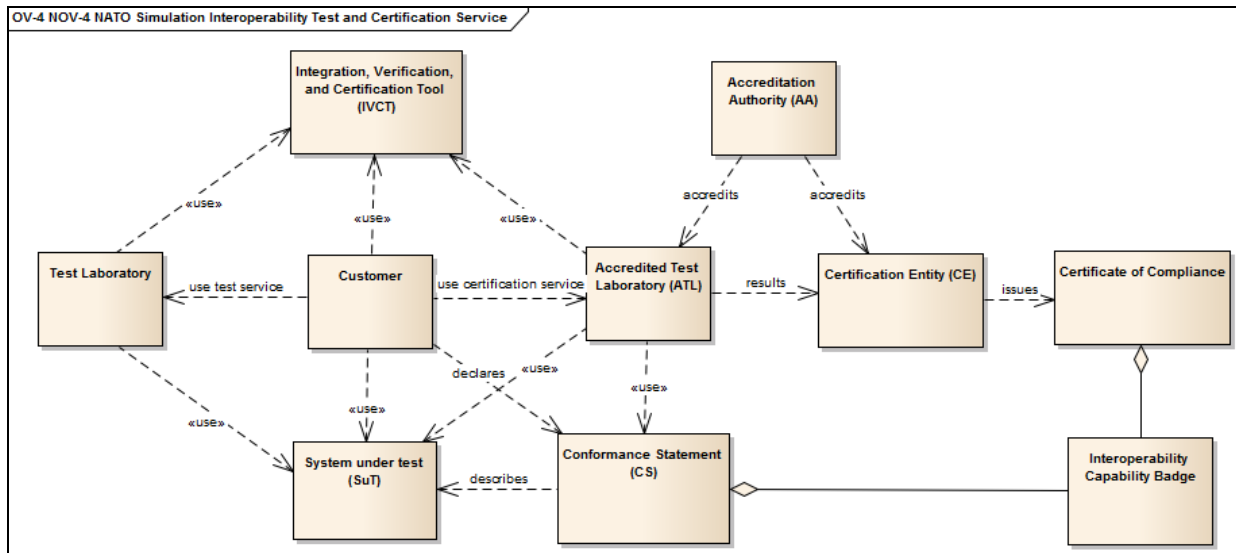 OV-4 NOV-4 NATO Simulation Interoperability Test and Certification Service
Integration, Verification,
and Certification Tool
(IVCT)
Accreditation
Authority (AA)
accredits
accredits
«use»
«use»
«use»
Test Laboratory
Customer
Accredited Test
Laboratory (ATL)
Certification Entity (CE)
Certificate of Compliance
use test service
use certification service
results
issues
declares
«use»
«use»
«use»
«use»
System under test
(SuT)
Conformance Statement
(CS)
Interoperability
Capability Badge
describes